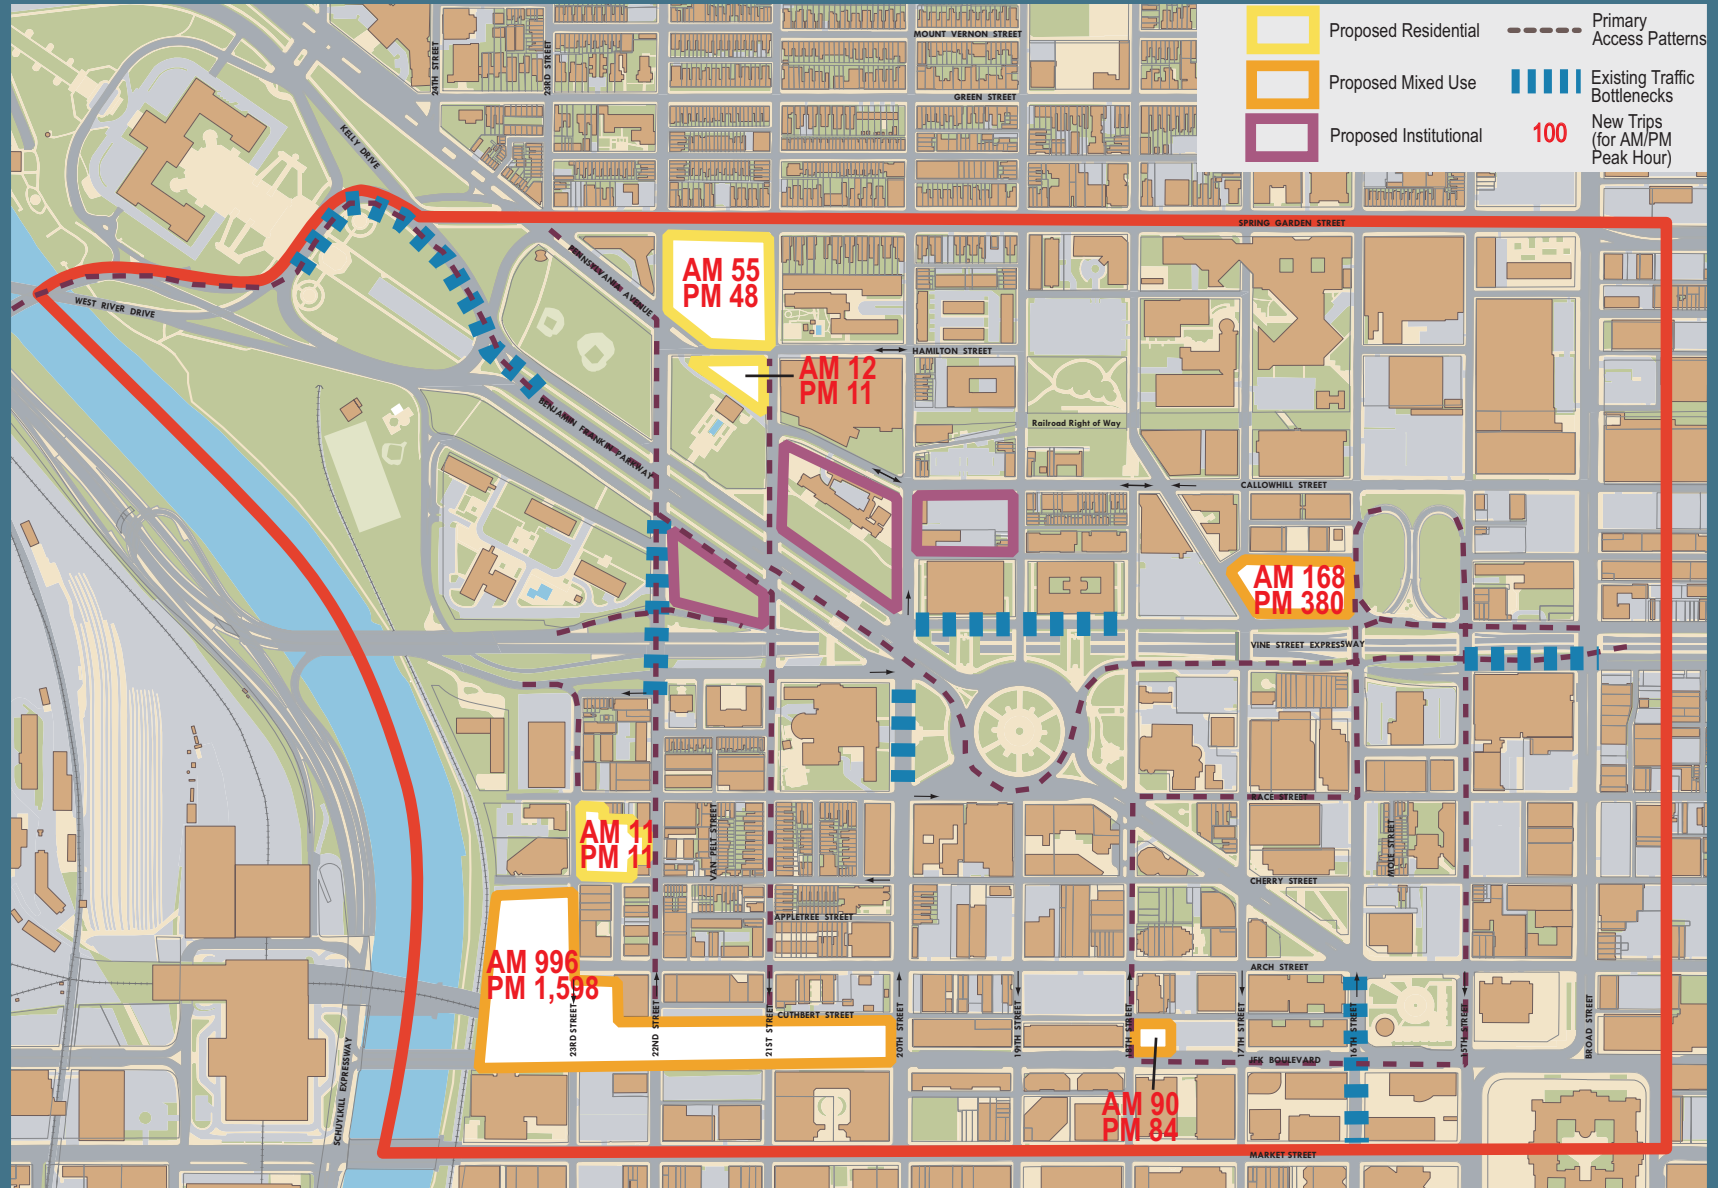 Proposed Residential
Proposed Mixed Use
Proposed Institutional
Primary
Access Patterns
Existing Traffic
Bottlenecks
100
New Trips
(for AM/PM
Peak Hour)
MOUNT VERNON STREET
24TH STREET
23RD STREET
GREEN STREET
KELLY DRIVE
SPRING GARDEN STREET
PENNSYLVANIA AVENUE
AM 55
PM 48
WEST RIVER DRIVE
HAMILTON STREET
AM 12
PM 11
BENJAMIN FRANKIN PARKWAY
Railroad Right of Way
CALLOWHILL STREET
AM 168
PM 380
VINE STREET EXPRESSWAY
RACE STREET
AM 11
PM 11
VAN PELT STREET
MOLE STREET
CHERRY STREET
APPLETREE STREET
AM 996
PM 1,598
ARCH STREET
CUTHBERT STREET
23RD STREET
22ND STREET
21ST STREET
20TH STREET
19TH STREET
18TH STREET
17TH STREET
16TH STREET
15TH STREET
BROAD STREET
JFK BOULEVARD
SCHUYLKILL EXPRESSWAY
AM 90
PM 84
MARKET STREET